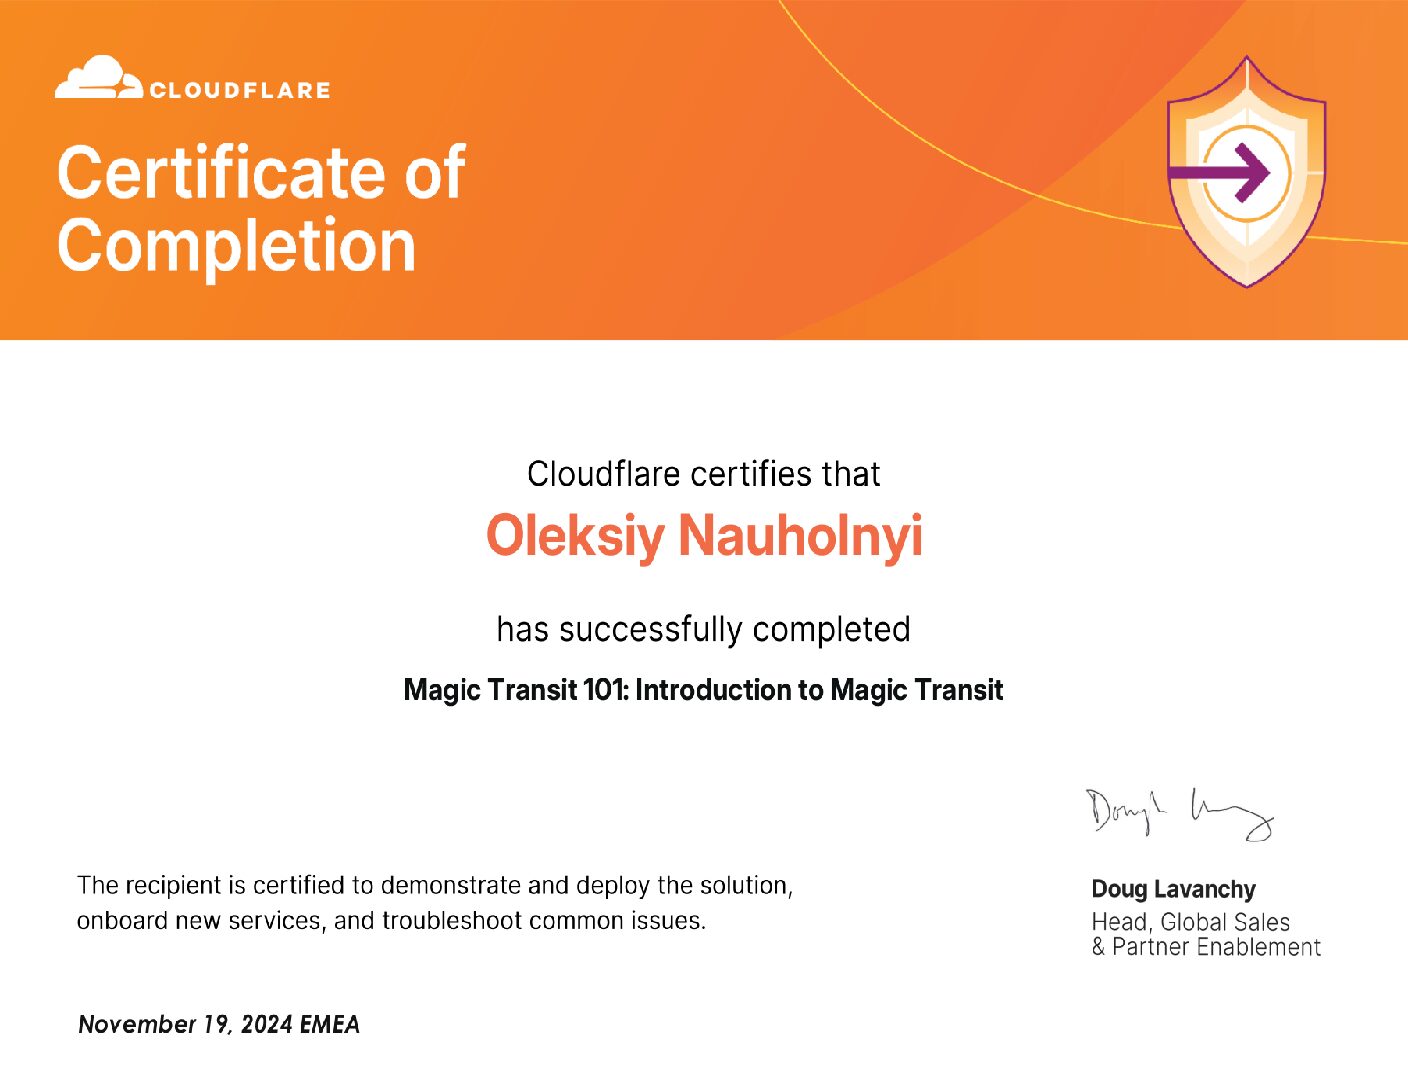 CLOUDFLARE
Certificate of
Completion
Cloudflare certifies that
Oleksiy Nauholnyi
has successfully completed
Magic Transit 101: Introduction to Magic Transit
The recipient is certified to demonstrate and deploy the solution,
onboard new services, and troubleshoot common issues.
Doug Lavanchy
Head, Global Sales
& Partner Enablement
November 19, 2024 EMEA